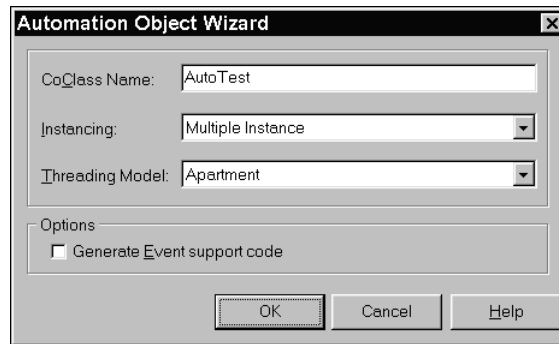 Automation Object Wizard
CoClass Name: AutoTest
Instancing: Multiple Instance
Threading Model: Apartment
Options
Generate Event support code
OK Cancel Help